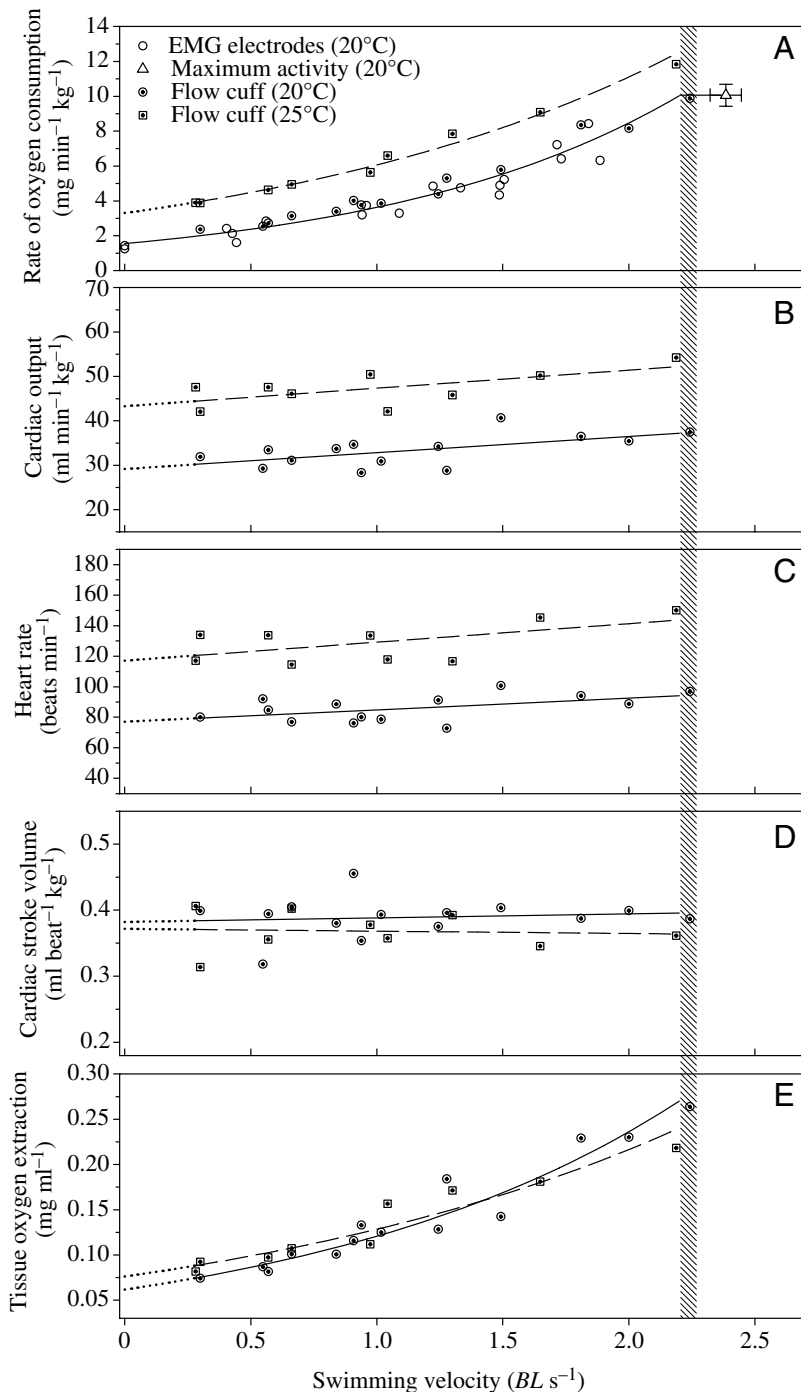 14
12
10
8
6
4
2
0
Rate of oxygen consumption
(mg min⁻¹ kg⁻¹)
EMG electrodes (20°C)
Maximum activity (20°C)
Flow cuff (20°C)
Flow cuff (25°C)
A
70
60
50
40
30
20
Cardiac output
(ml min⁻¹ kg⁻¹)
B
180
160
140
120
100
80
60
40
Heart rate
(beats min⁻¹)
C
0.5
0.4
0.3
0.2
Cardiac stroke volume
(ml beat⁻¹ kg⁻¹)
D
0.30
0.25
0.20
0.15
0.10
0.05
Tissue oxygen extraction
(mg ml⁻¹)
E
0 0.5 1.0 1.5 2.0 2.5
Swimming velocity (BL s⁻¹)